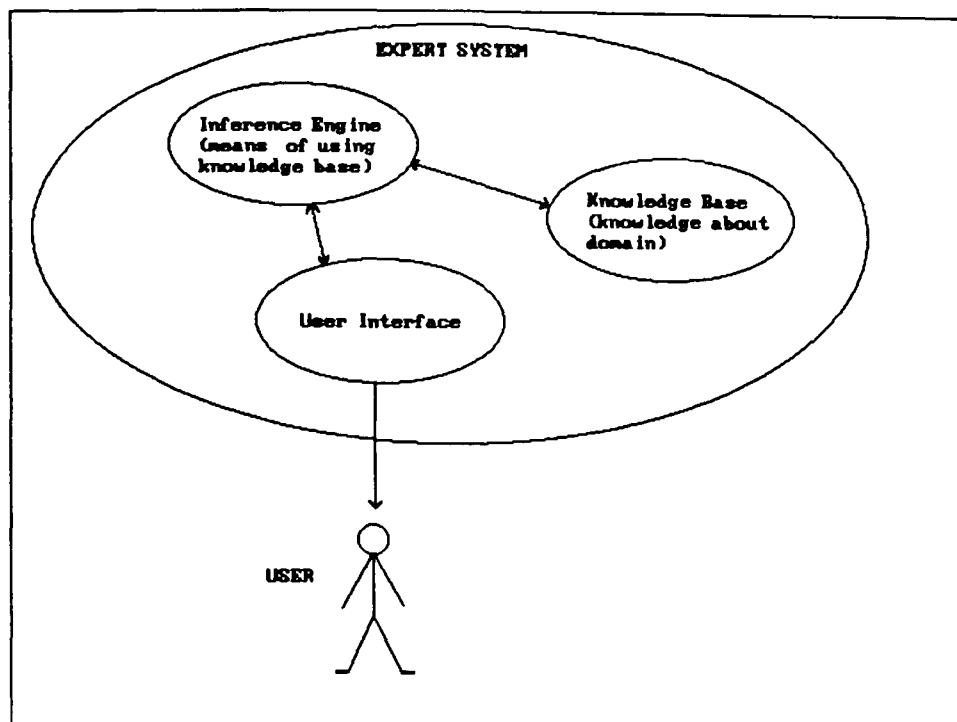 EXPERT SYSTEM
Inference Engine
(means of using
knowledge base)
Knowledge Base
(knowledge about
domain)
User Interface
USER